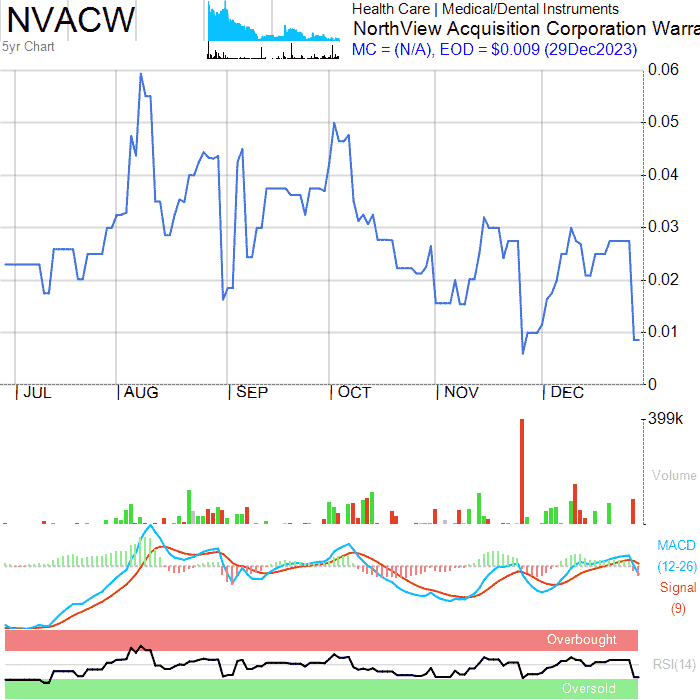 NVACW
5yr Chart
Health Care | Medical/Dental Instruments
NorthView Acquisition Corporation Warra
MC = (N/A), EOD = $0.009 (29Dec2023)
0.06
0.05
0.04
0.03
0.02
0.01
0
JUL AUG SEP OCT NOV DEC
399k
Volume
MACD
(12-26)
Signal
(9)
Overbought
RSI(14)
Oversold